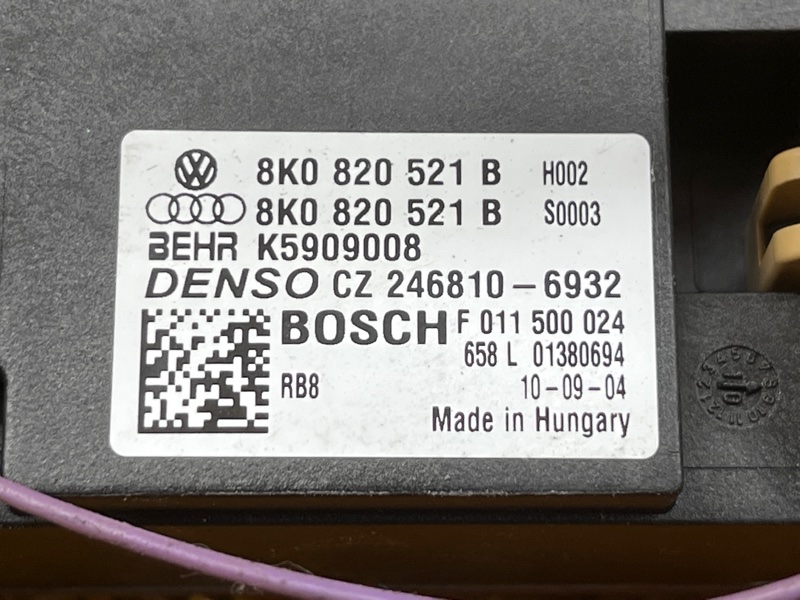 8K0 820 521 B H002
8K0 820 521 B S0003
BEHR K5909008
DENSO CZ 246810-6932
BOSCH F 011 500 024
658 L 01380694
RB8 10-09-04
Made in Hungary